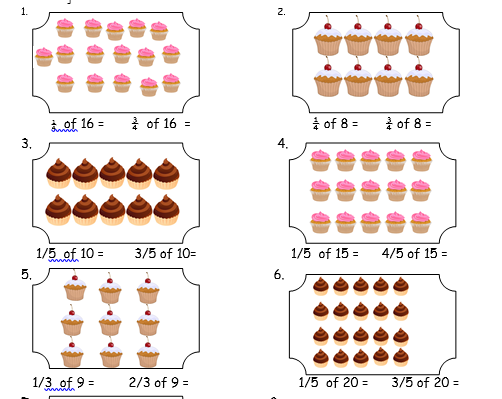 1.
¼ of 16 = ¾ of 16 =
2.
¼ of 8 = ¾ of 8 =
3.
1/5 of 10 = 3/5 of 10=
4.
1/5 of 15 = 4/5 of 15 =
5.
1/3 of 9 = 2/3 of 9 =
6.
1/5 of 20 = 3/5 of 20 =